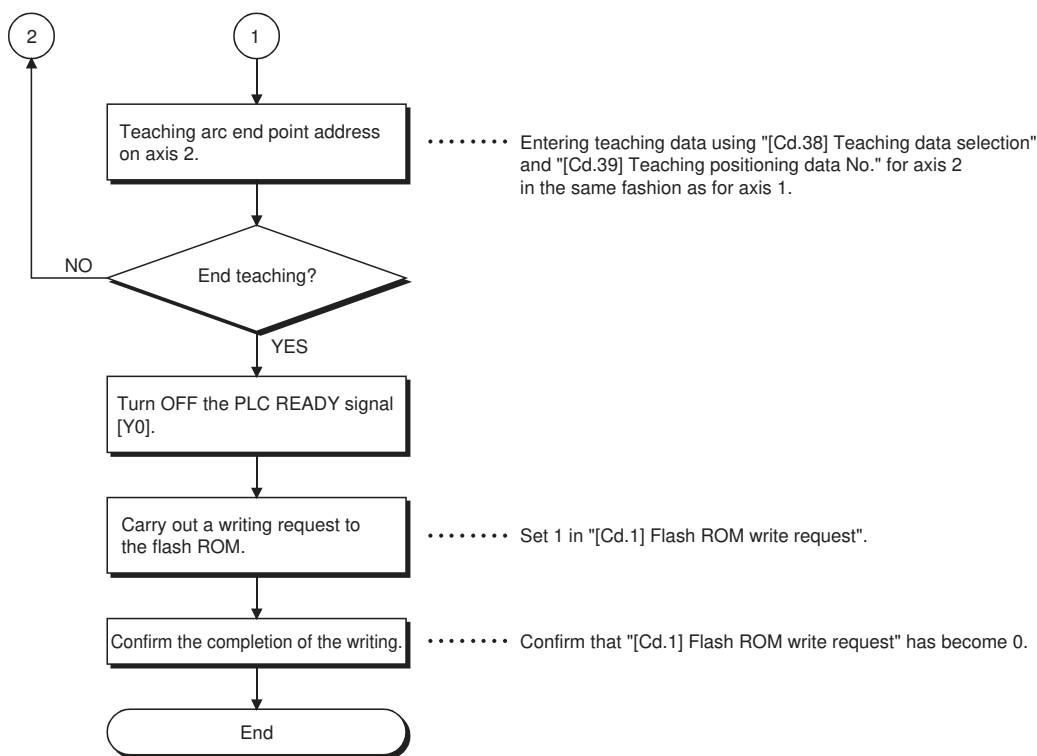 2
1
Teaching arc end point address
on axis 2.
Entering teaching data using "[Cd.38] Teaching data selection"
and "[Cd.39] Teaching positioning data No." for axis 2
in the same fashion as for axis 1.
NO
End teaching?
YES
Turn OFF the PLC READY signal
[Y0].
Carry out a writing request to
the flash ROM.
Set 1 in "[Cd.1] Flash ROM write request".
Confirm the completion of the writing.
Confirm that "[Cd.1] Flash ROM write request" has become 0.
End